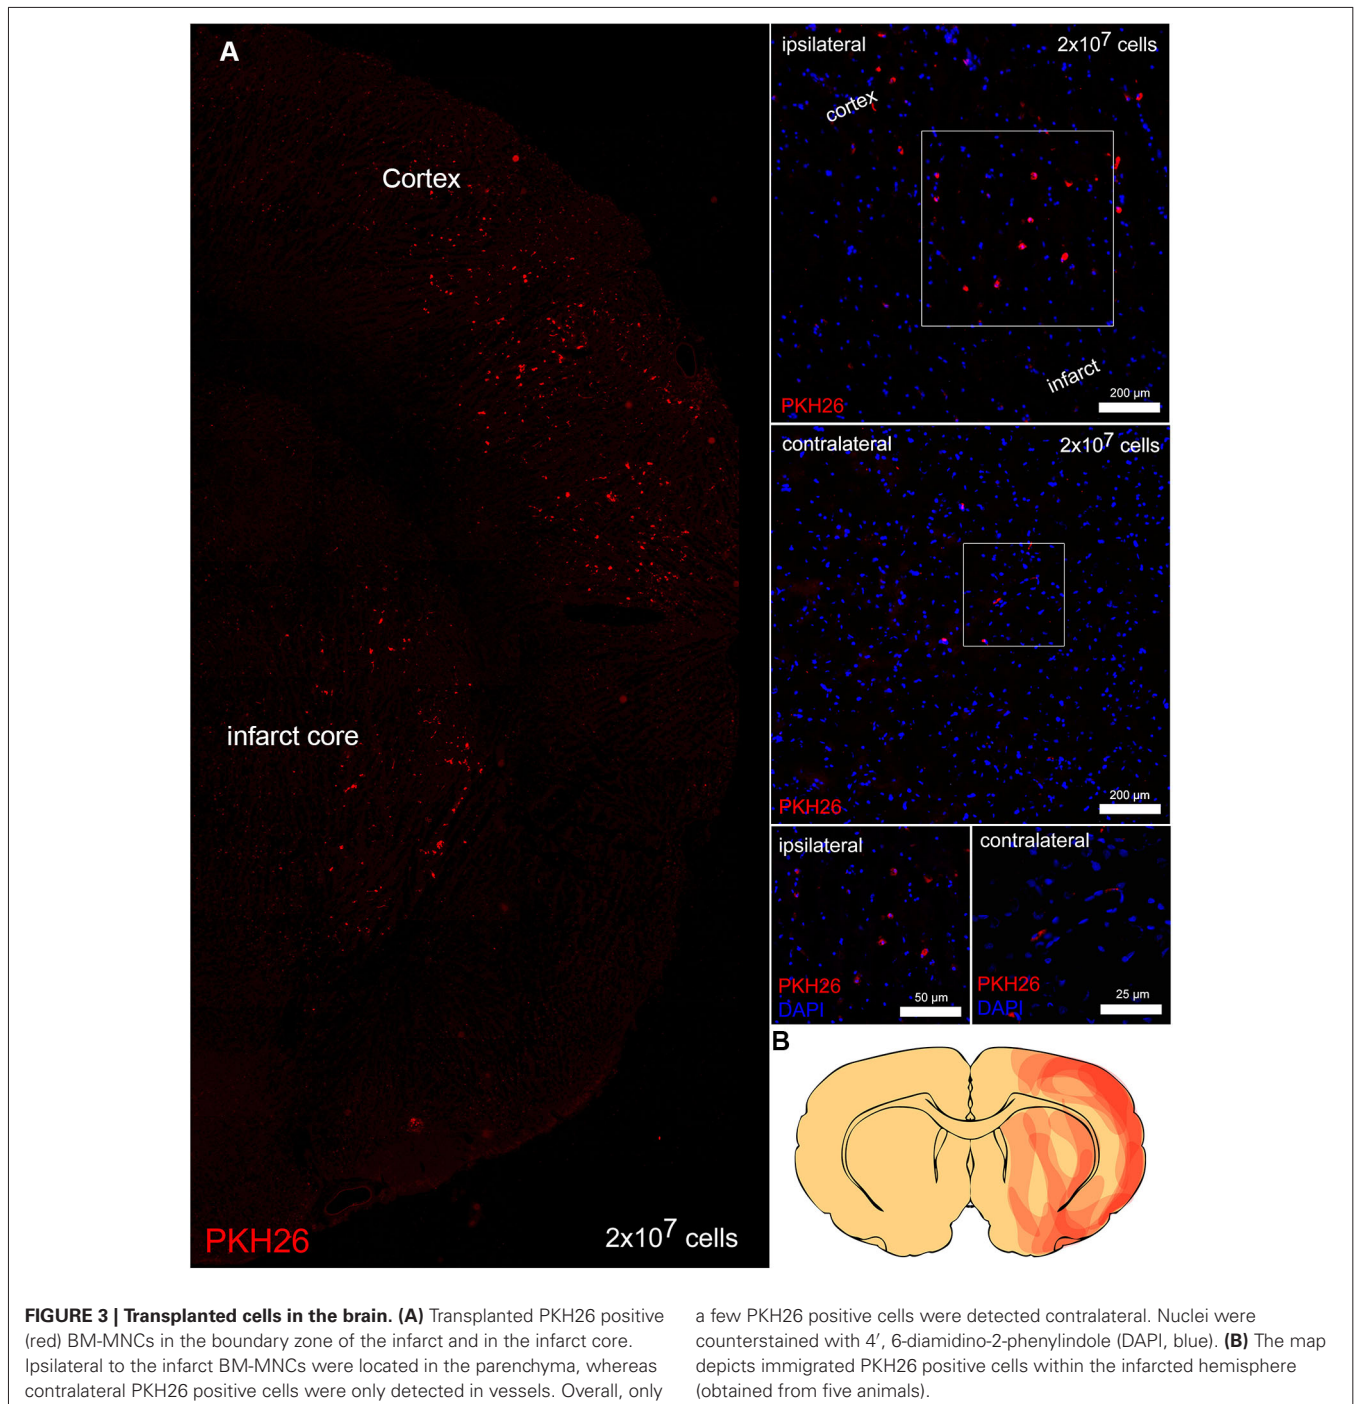 A
Cortex
infarct core
PKH26
2x10⁷ cells
ipsilateral
2x10⁷ cells
cortex
infarct
PKH26
200 µm
contralateral
2x10⁷ cells
PKH26
200 µm
ipsilateral
PKH26
DAPI
50 µm
contralateral
PKH26
DAPI
25 µm
B
FIGURE 3 | Transplanted cells in the brain. (A) Transplanted PKH26 positive
(red) BM-MNCs in the boundary zone of the infarct and in the infarct core.
Ipsilateral to the infarct BM-MNCs were located in the parenchyma, whereas
contralateral PKH26 positive cells were only detected in vessels. Overall, only
a few PKH26 positive cells were detected contralateral. Nuclei were
counterstained with 4′, 6-diamidino-2-phenylindole (DAPI, blue). (B) The map
depicts immigrated PKH26 positive cells within the infarcted hemisphere
(obtained from five animals).